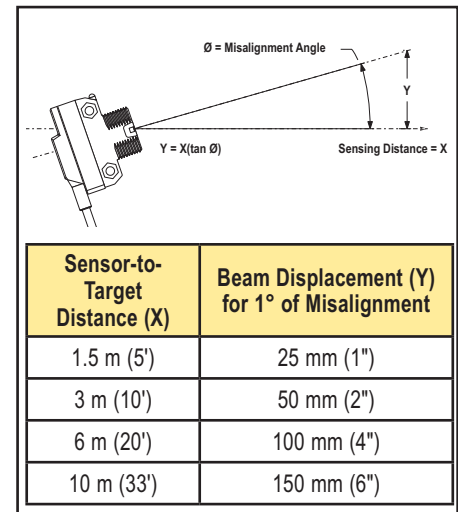 Ø = Misalignment Angle
Y
Y = X(tan Ø)
Sensing Distance = X
Sensor-to-
Target
Distance (X)
Beam Displacement (Y)
for 1° of Misalignment
1.5 m (5')
25 mm (1")
3 m (10')
50 mm (2")
6 m (20')
100 mm (4")
10 m (33')
150 mm (6")